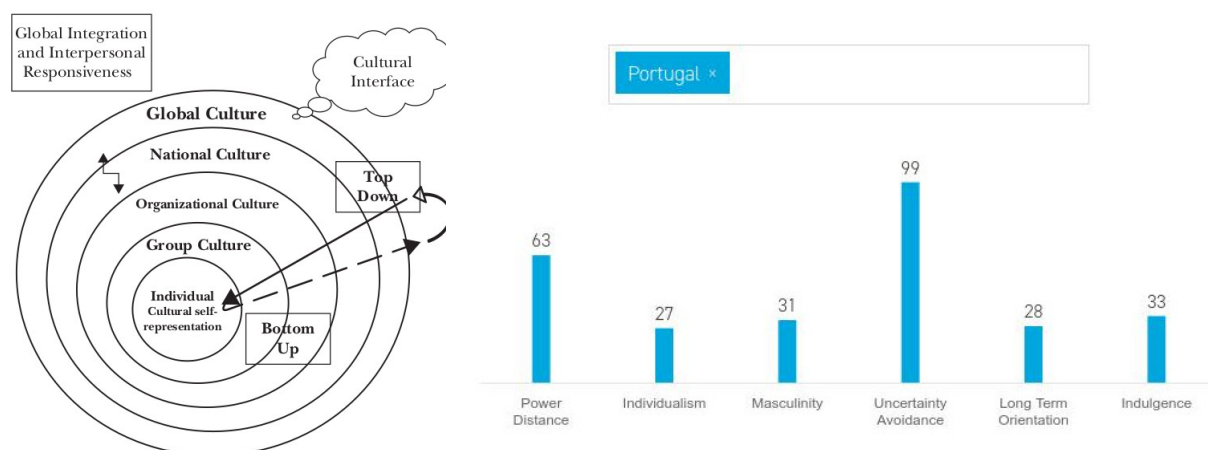 Global Integration
and Interpersonal
Responsiveness
Cultural
Interface
Global Culture
National Culture
Top
Down
Organizational Culture
Group Culture
Individual
Cultural self-
representation
Bottom
Up
Portugal ×
63
27
31
99
28
33
Power
Distance
Individualism
Masculinity
Uncertainty
Avoidance
Long Term
Orientation
Indulgence